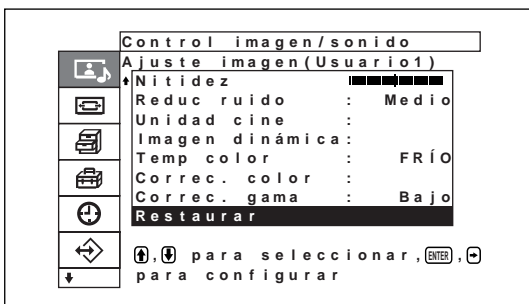 Control imagen/sonido
Ajuste imagen(Usuario1)
Nitidez
Reduc ruido : Medio
Unidad cine :
Imagen dinámica:
Temp color : FRÍO
Correc. color :
Correc. gama : Bajo
Restaurar
, para seleccionar, ENTER,
para configurar